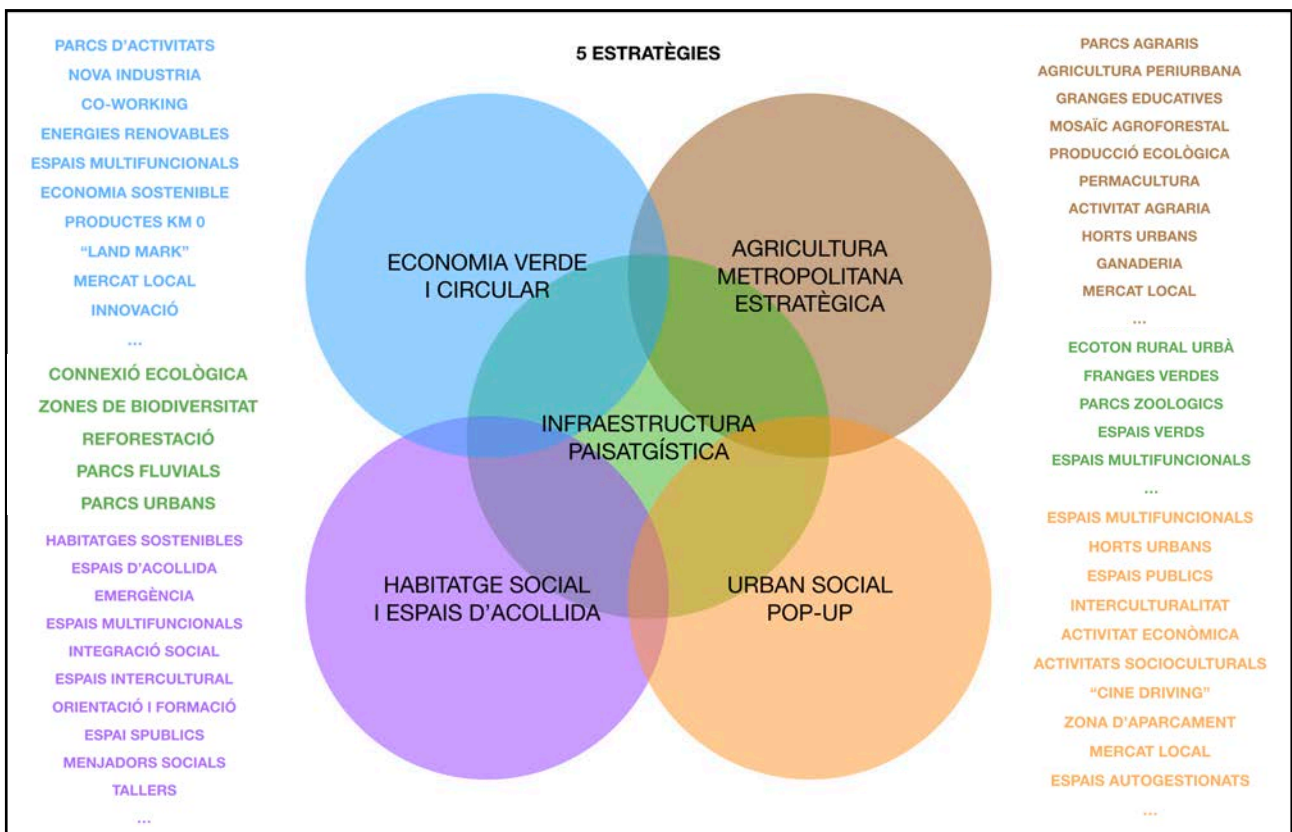 5 ESTRATÈGIES
PARCS D'ACTIVITATS
NOVA INDUSTRIA
CO-WORKING
ENERGIES RENOVABLES
ESPAIS MULTIFUNCIONALS
ECONOMIA SOSTENIBLE
PRODUCTES KM 0
“LAND MARK”
MERCAT LOCAL
INNOVACIÓ
...
CONNEXIÓ ECOLÒGICA
ZONES DE BIODIVERSITAT
REFORESTACIÓ
PARCS FLUVIALS
PARCS URBANS
HABITATGES SOSTENIBLES
ESPAIS D'ACOLLIDA
EMERGÈNCIA
ESPAIS MULTIFUNCIONALS
INTEGRACIÓ SOCIAL
ESPAIS INTERCULTURAL
ORIENTACIÓ I FORMACIÓ
ESPAI SPUBLICS
MENJADORS SOCIALS
TALLERS
...
ECONOMIA VERDE
I CIRCULAR
AGRICULTURA
METROPOLITANA
ESTRATÈGICA
INFRAESTRUCTURA
PAISATGÍSTICA
HABITATGE SOCIAL
I ESPAIS D'ACOLLIDA
URBAN SOCIAL
POP-UP
PARCS AGRARIS
AGRICULTURA PERIURBANA
GRANGES EDUCATIVES
MOSAÏC AGROFORESTAL
PRODUCCIÓ ECOLÒGICA
PERMACULTURA
ACTIVITAT AGRARIA
HORTS URBANS
GANADERIA
MERCAT LOCAL
...
ECOTON RURAL URBÀ
FRANGES VERDES
PARCS ZOOLOGICS
ESPAIS VERDS
ESPAIS MULTIFUNCIONALS
...
ESPAIS MULTIFUNCIONALS
HORTS URBANS
ESPAIS PUBLICS
INTERCULTURALITAT
ACTIVITAT ECONÒMICA
ACTIVITATS SOCIOCULTURALS
“CINE DRIVING”
ZONA D'APARCAMENT
MERCAT LOCAL
ESPAIS AUTOGESTIONATS
...